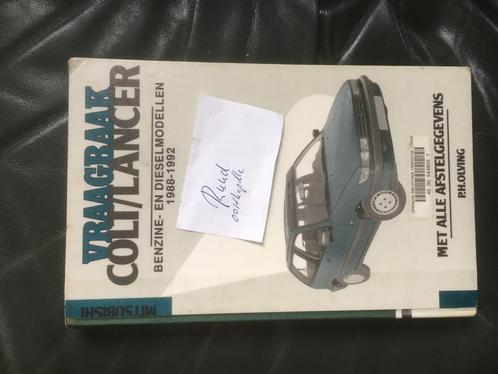 VRAAGBAAK
COLT/LANCER
BENZINE- EN DIESELMODELLEN
1988-1992
Ruud
MET ALLE AFSTELGEGEVENS
P.H.OLVING
MITSUBISHI